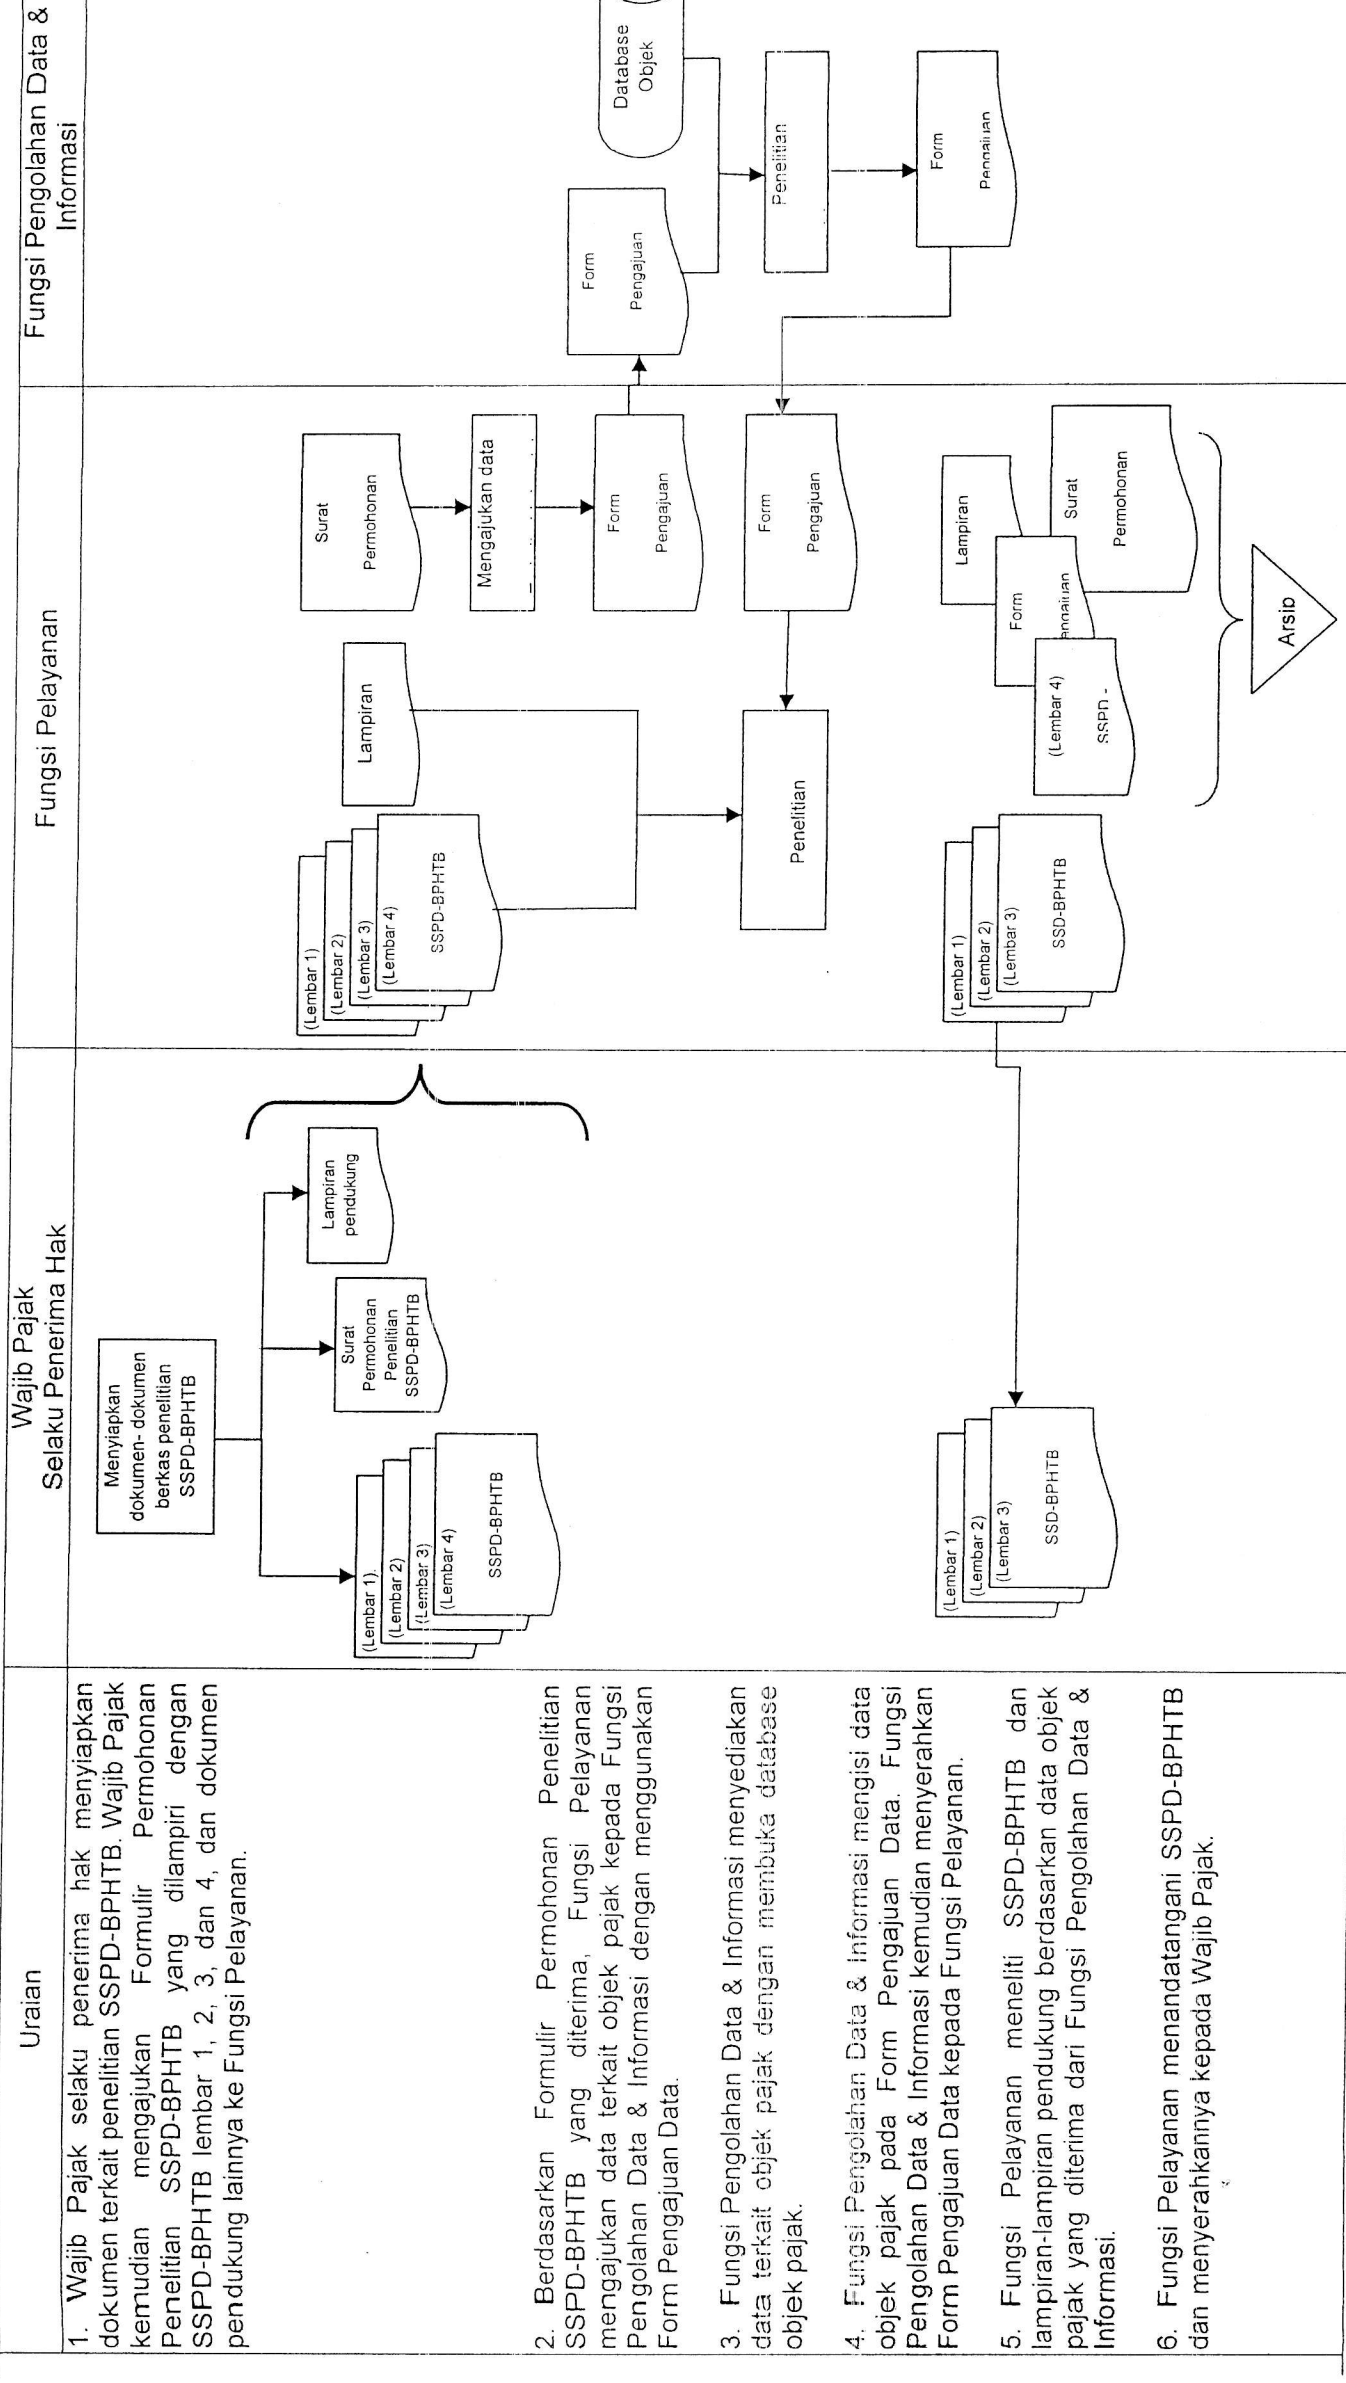 Uraian
Wajib Pajak
Selaku Penerima Hak
Fungsi Pelayanan
Fungsi Pengolahan Data &
Informasi
1. Wajib Pajak selaku penerima hak menyiapkan
dokumen terkait penelitian SSPD-BPHTB. Wajib Pajak
kemudian mengajukan Formulir Permohonan
Penelitian SSPD-BPHTB yang dilampiri dengan
SSPD-BPHTB lembar 1, 2, 3, dan 4, dan dokumen
pendukung lainnya ke Fungsi Pelayanan.
2. Berdasarkan Formulir Permohonan Penelitian
SSPD-BPHTB yang diterima, Fungsi Pelayanan
mengajukan data terkait objek pajak kepada Fungsi
Pengolahan Data & Informasi dengan menggunakan
Form Pengajuan Data.
3. Fungsi Pengolahan Data & Informasi menyediakan
data terkait objek pajak dengan membuka database
objek pajak.
4. Fungsi Pengolahan Data & Informasi mengisi data
objek pajak pada Form Pengajuan Data. Fungsi
Pengolahan Data & Informasi kemudian menyerahkan
Form Pengajuan Data kepada Fungsi Pelayanan.
5. Fungsi Pelayanan meneliti SSPD-BPHTB dan
lampiran-lampiran pendukung berdasarkan data objek
pajak yang diterima dari Fungsi Pengolahan Data &
Informasi.
6. Fungsi Pelayanan menandatangani SSPD-BPHTB
dan menyerahkannya kepada Wajib Pajak.
Menyiapkan
dokumen- dokumen
berkas penelitian
SSPD-BPHTB
(Lembar 1)
(Lembar 2)
(Lembar 3)
(Lembar 4)
SSPD-BPHTB
Surat
Permohonan
Penelitian
SSPD-BPHTB
Lampiran
pendukung
(Lembar 1)
(Lembar 2)
(Lembar 3)
SSD-BPHTB
(Lembar 1)
(Lembar 2)
(Lembar 3)
(Lembar 4)
SSPD-BPHTB
Lampiran
Surat
Permohonan
Mengajukan data
Form
Pengajuan
Form
Pengajuan
Penelitian
(Lembar 1)
(Lembar 2)
(Lembar 3)
SSD-BPHTB
Lampiran
Surat
Permohonan
Form
(Lembar 4)
SSPD -
Arsip
Form
Pengajuan
Database
Objek
Penelitian
Form
Pengajuan